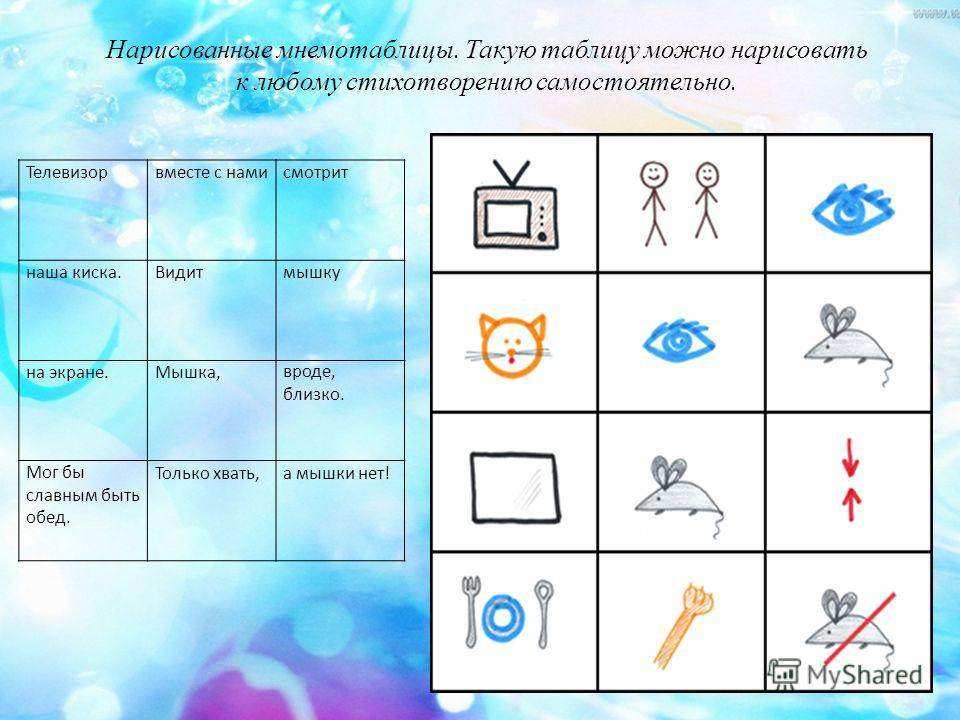 www.w
Нарисованные мнемотаблицы. Такую таблицу можно нарисовать
к любому стихотворению самостоятельно.
Телевизор вместе с нами смотрит
наша киска. Видит мышку
на экране. Мышка, вроде,
близко.
Мог бы Только хвать, а мышки нет!
славным быть
обед.
MyShared